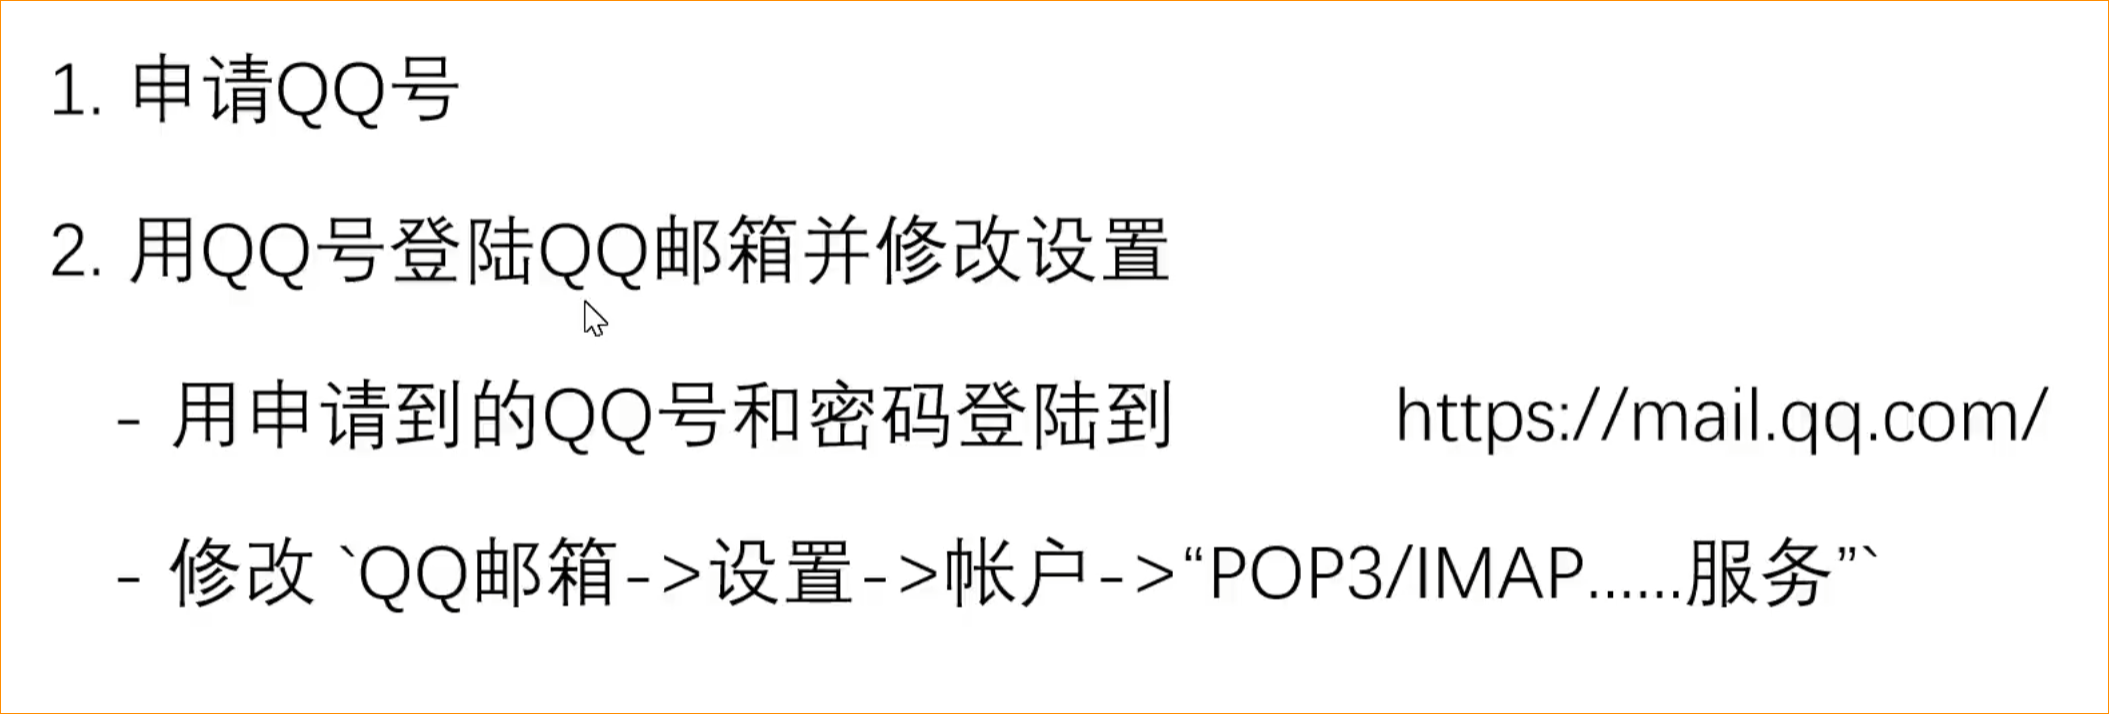 1. 申请QQ号
2. 用QQ号登陆QQ邮箱并修改设置
- 用申请到的QQ号和密码登陆到 https://mail.qq.com/
- 修改 `QQ邮箱->设置->帐户->“POP3/IMAP......服务”`